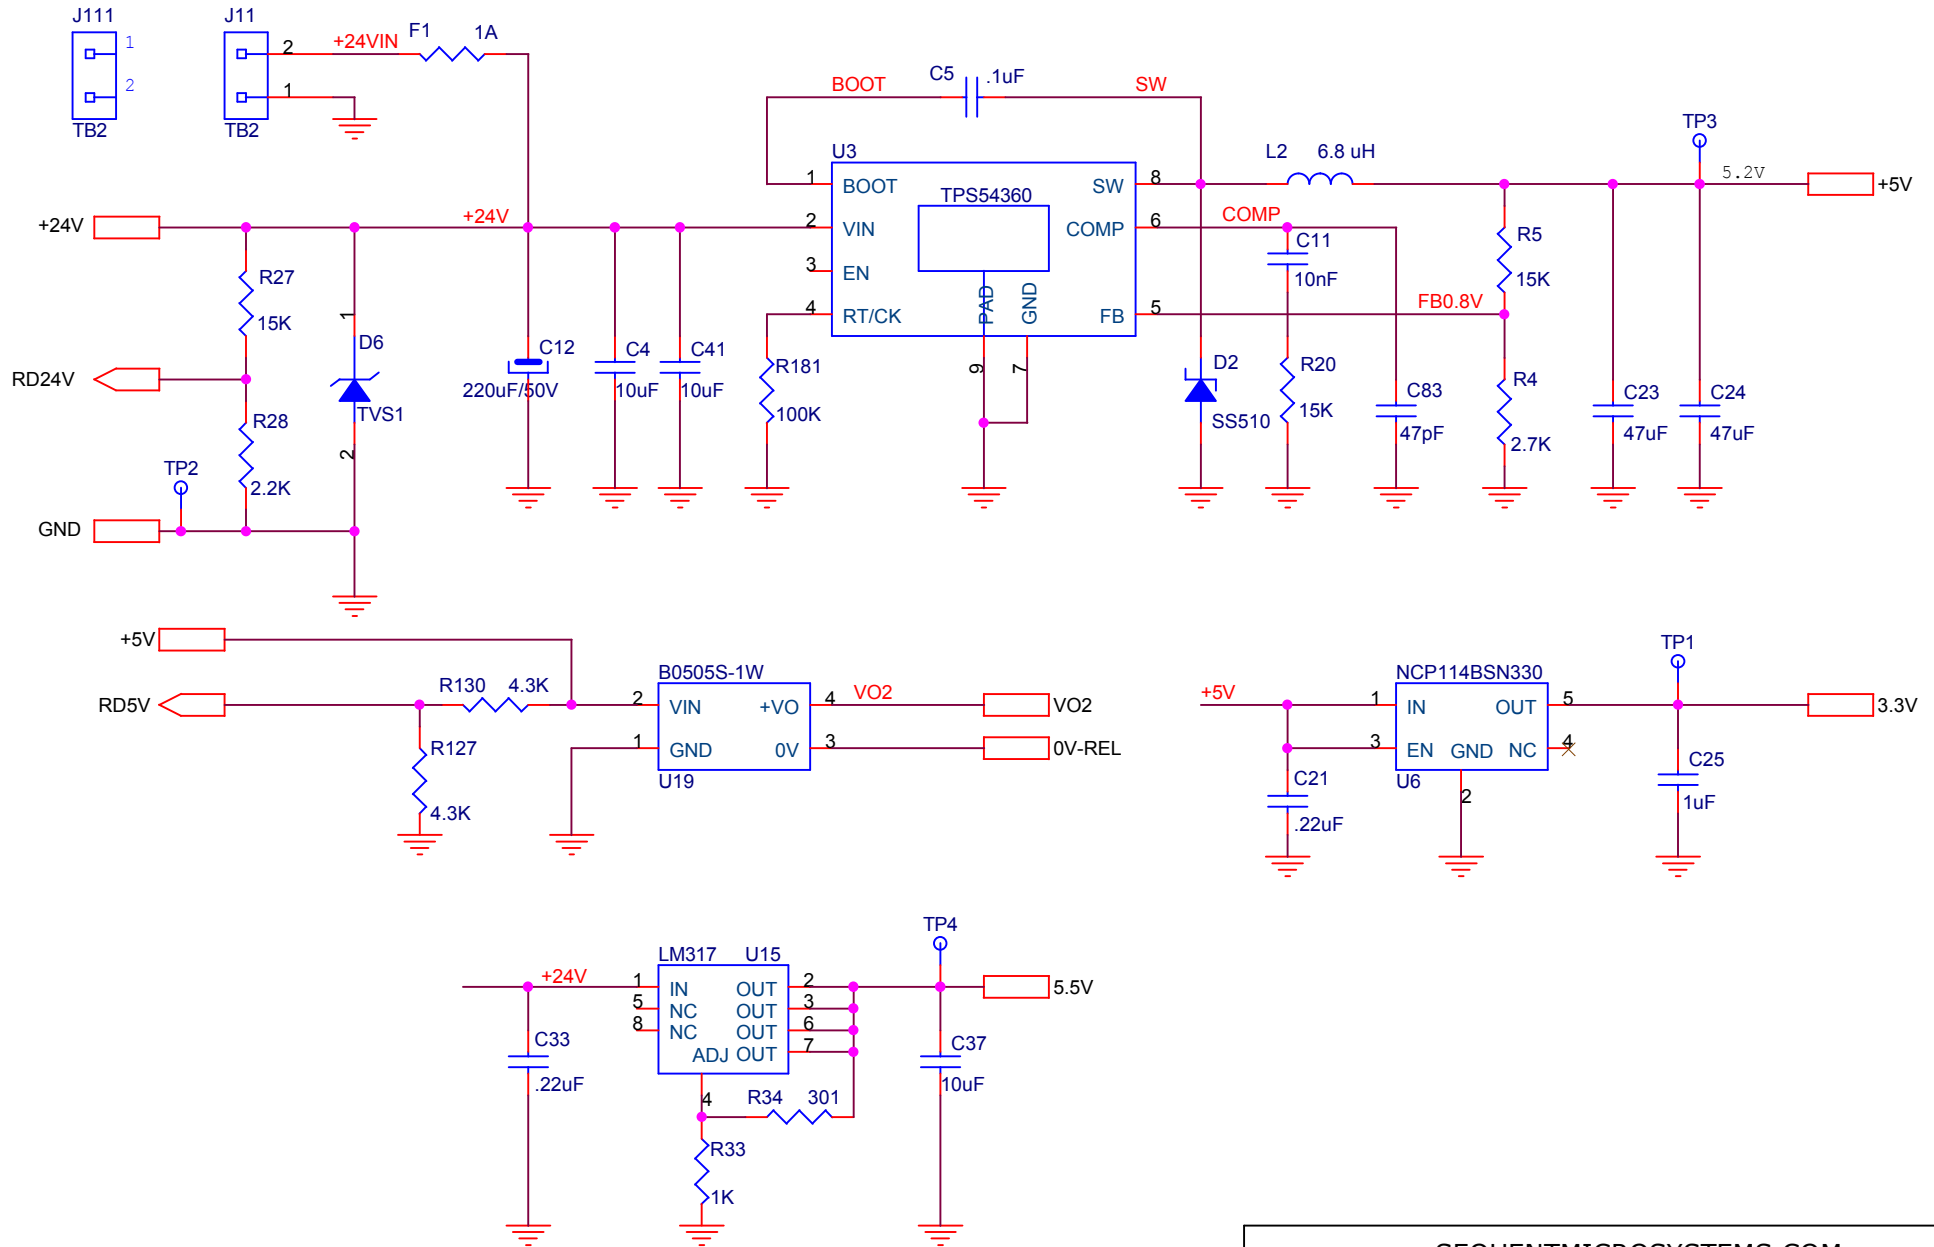 J111
1
2
TB2
J11
2
1
TB2
+24VIN
F1 1A
BOOT
C5 .1uF
SW
U3
TPS54360
1 BOOT
2 VIN
3 EN
4 RT/CK
SW 8
COMP 6
FB 5
PAD
GND
9
7
COMP
L2 6.8 uH
TP3
5.2V
+5V
+24V
+24V
R27
15K
RD24V
R28
2.2K
TP2
GND
1
D6
TVS1
2
C12
220uF/50V
C4
10uF
C41
10uF
R181
100K
C11
10nF
D2
SS510
R20
15K
C83
47pF
FB0.8V
R5
15K
R4
2.7K
C23
47uF
C24
47uF
+5V
RD5V
R130 4.3K
R127
4.3K
B0505S-1W
2 VIN
1 GND
+VO 4
0V 3
U19
VO2
VO2
0V-REL
+5V
NCP114BSN330
1 IN
3 EN
GND
OUT 5
NC 4
U6
2
C21
.22uF
TP1
3.3V
C25
1uF
LM317 U15
+24V
1 IN
5 NC
8 NC
OUT 2
OUT 3
OUT 6
ADJ OUT 7
4
C33
.22uF
R34 301
R33
1K
TP4
5.5V
C37
10uF